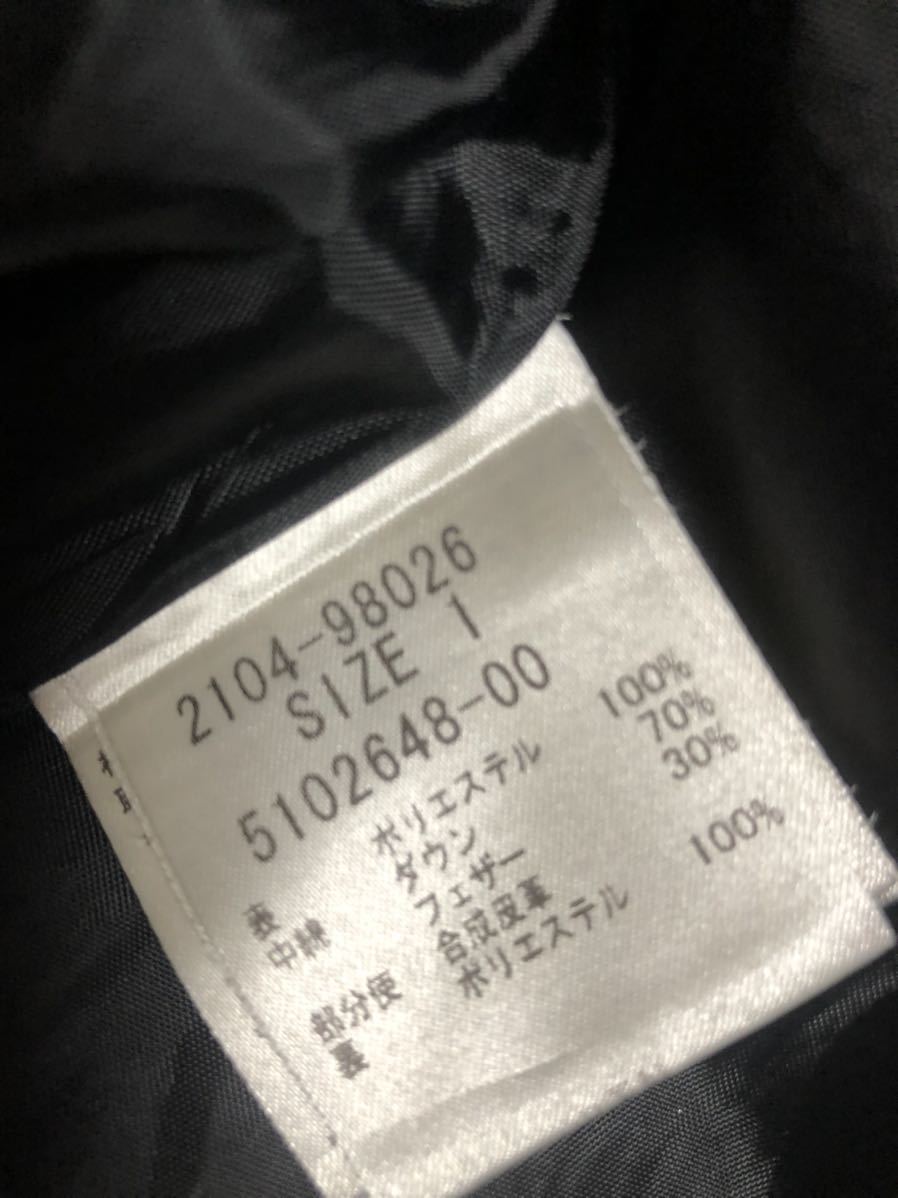 2104-98026
SIZE 1
5102648-00
表 ポリエステル 100%
中綿 ダウン 70%
フェザー 30%
部分使 合成皮革
裏 ポリエステル 100%